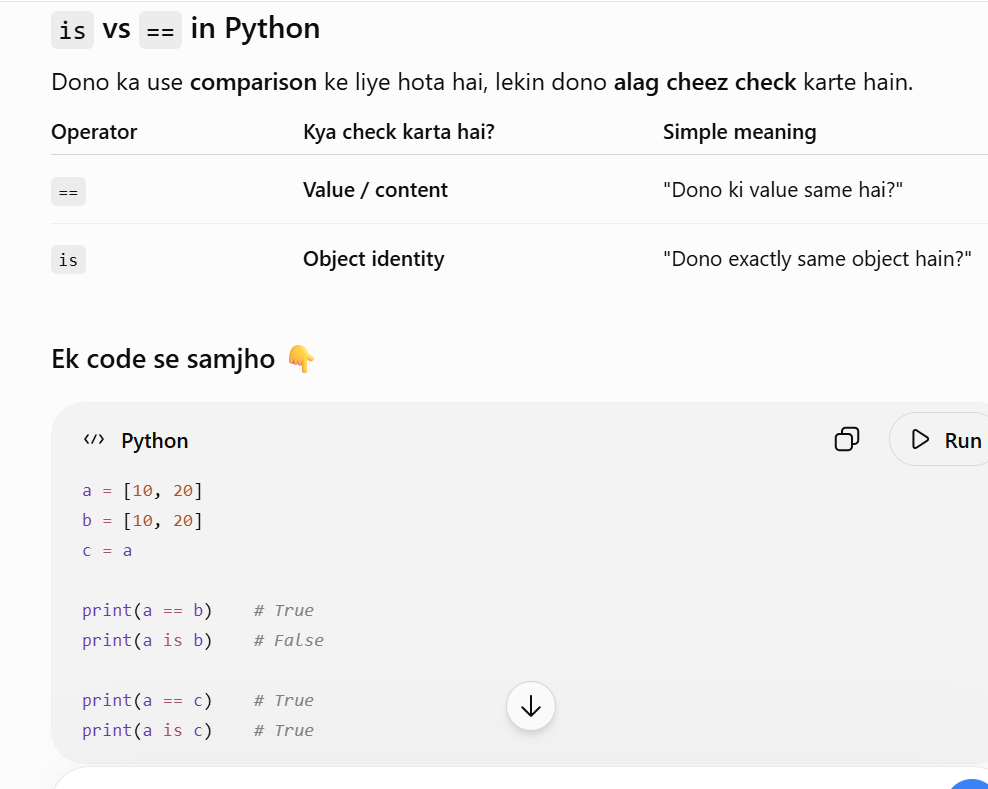 is vs == in Python
Dono ka use comparison ke liye hota hai, lekin dono alag cheez check karte hain.
Operator Kya check karta hai? Simple meaning
== Value / content "Dono ki value same hai?"
is Object identity "Dono exactly same object hain?"
Ek code se samjho 👇
</> Python Run
a = [10, 20]
b = [10, 20]
c = a
print(a == b) # True
print(a is b) # False
print(a == c) # True
print(a is c) # True